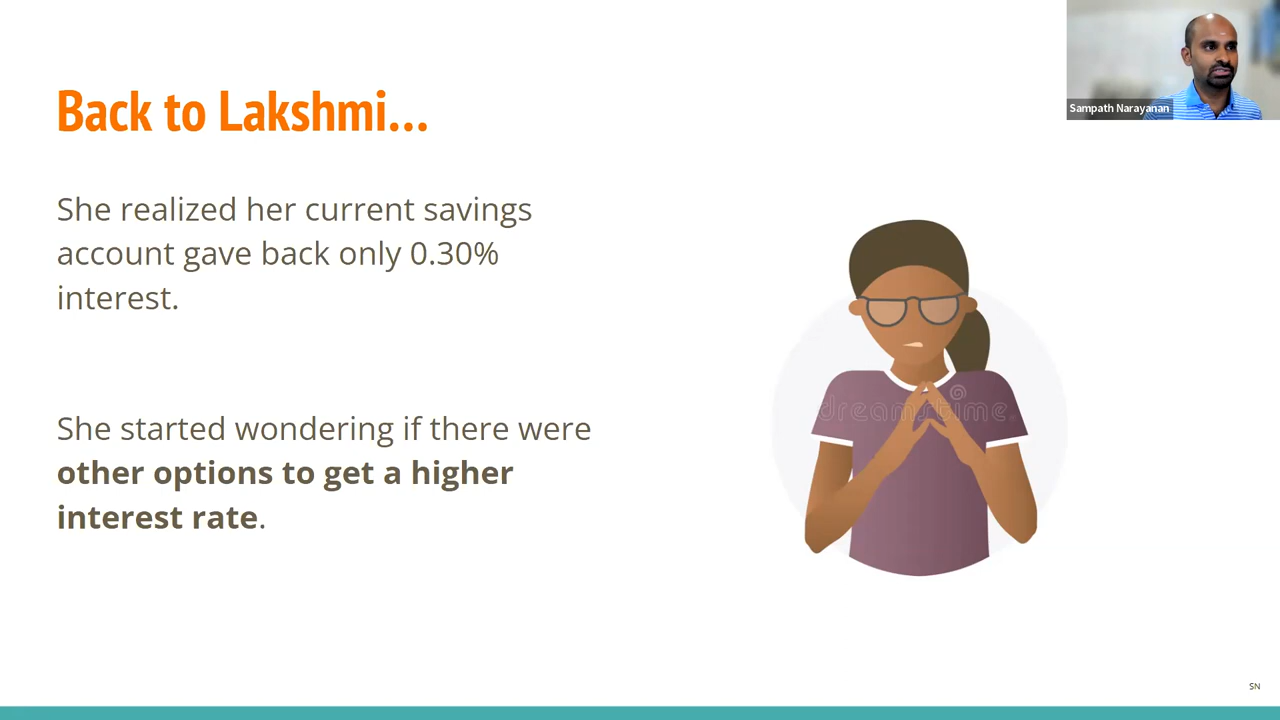 Back to Lakshmi...
Sampath Narayanan
She realized her current savings
account gave back only 0.30%
interest.
She started wondering if there were
other options to get a higher
interest rate.
dreamstime
SN